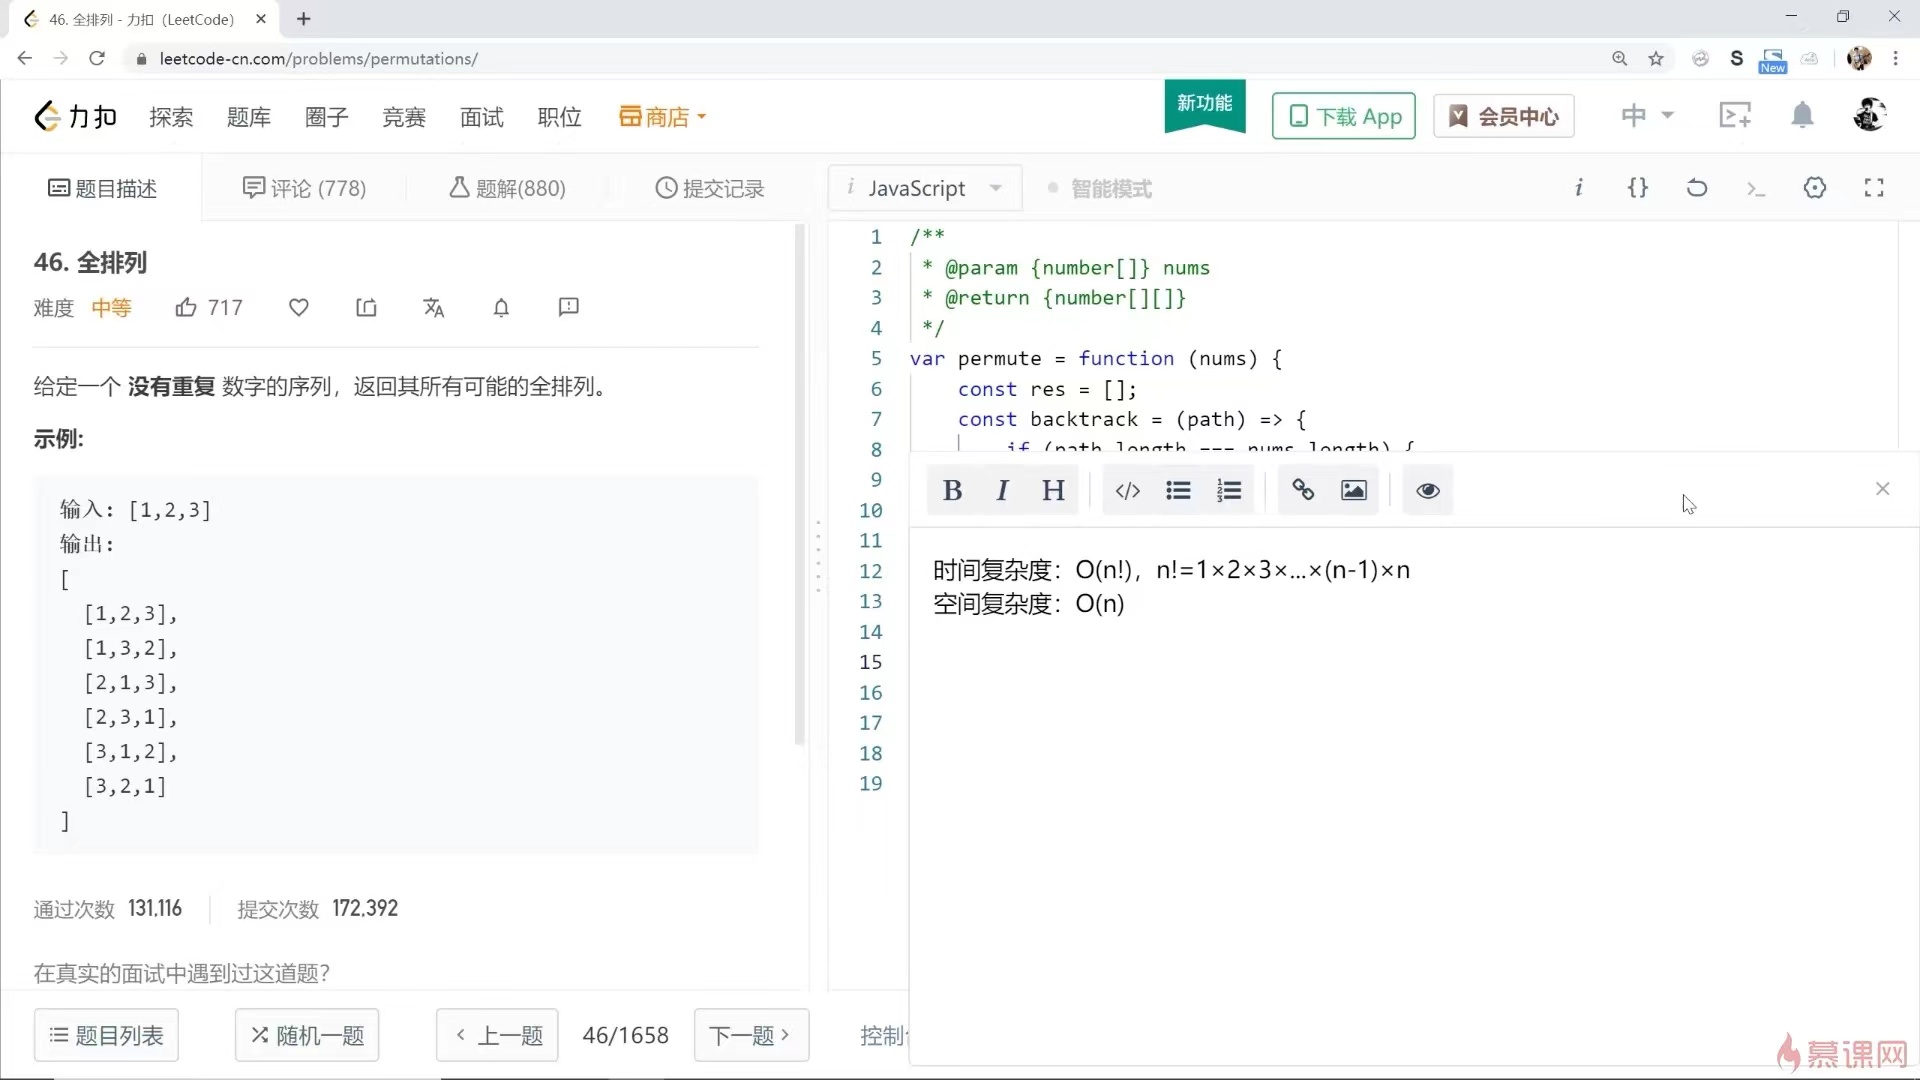 46. 全排列 - 力扣（LeetCode）
leetcode-cn.com/problems/permutations/
S
New
力扣 探索 题库 圈子 竞赛 面试 职位 商店 新功能 下载 App 会员中心 中
题目描述 评论 (778) 题解(880) 提交记录
i JavaScript 智能模式 i {} >_
46. 全排列
难度 中等 717
给定一个 没有重复 数字的序列，返回其所有可能的全排列。
示例:
输入: [1,2,3]
输出:
[
[1,2,3],
[1,3,2],
[2,1,3],
[2,3,1],
[3,1,2],
[3,2,1]
]
通过次数 131,116 提交次数 172,392
在真实的面试中遇到过这道题？
题目列表 随机一题 上一题 46/1658 下一题
1 /**
2 * @param {number[]} nums
3 * @return {number[][]}
4 */
5 var permute = function (nums) {
6 const res = [];
7 const backtrack = (path) => {
8 if (path.length === nums.length) {
9
10
11
12
13
14
15
16
17
18
19
B I H </>
时间复杂度：O(n!)，n!=1×2×3×...×(n-1)×n
空间复杂度：O(n)
控制
慕课网